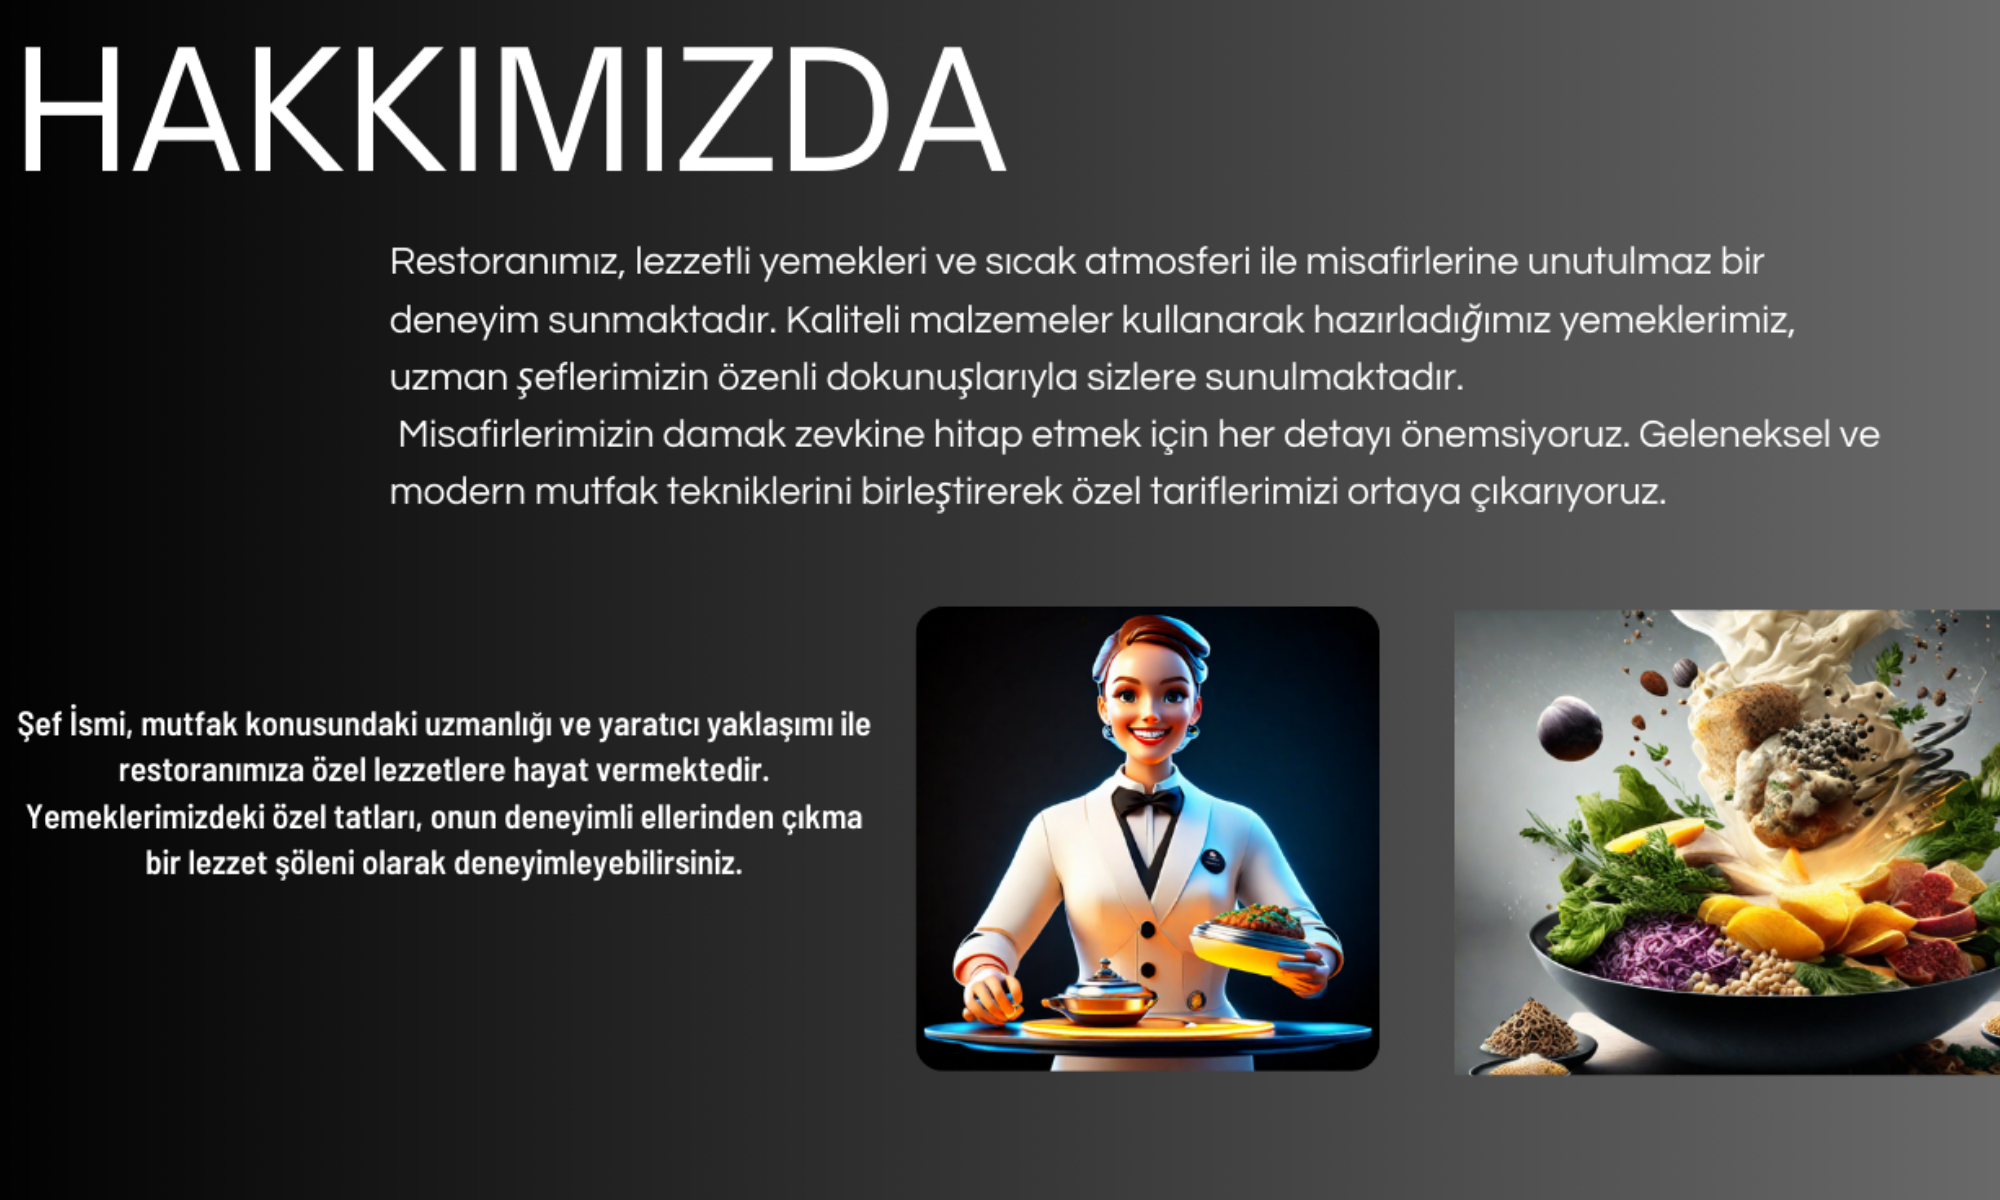 HAKKIMIZDA
Restoranımız, lezzetli yemekleri ve sıcak atmosferi ile misafirlerine unutulmaz bir
deneyim sunmaktadır. Kaliteli malzemeler kullanarak hazırladığımız yemeklerimiz,
uzman şeflerimizin özenli dokunuşlarıyla sizlere sunulmaktadır.
Misafirlerimizin damak zevkine hitap etmek için her detayı önemsiyoruz. Geleneksel ve
modern mutfak tekniklerini birleştirerek özel tariflerimizi ortaya çıkarıyoruz.
Şef İsmi, mutfak konusundaki uzmanlığı ve yaratıcı yaklaşımı ile
restoranımıza özel lezzetlere hayat vermektedir.
Yemeklerimizdeki özel tatları, onun deneyimli ellerinden çıkma
bir lezzet şöleni olarak deneyimleyebilirsiniz.